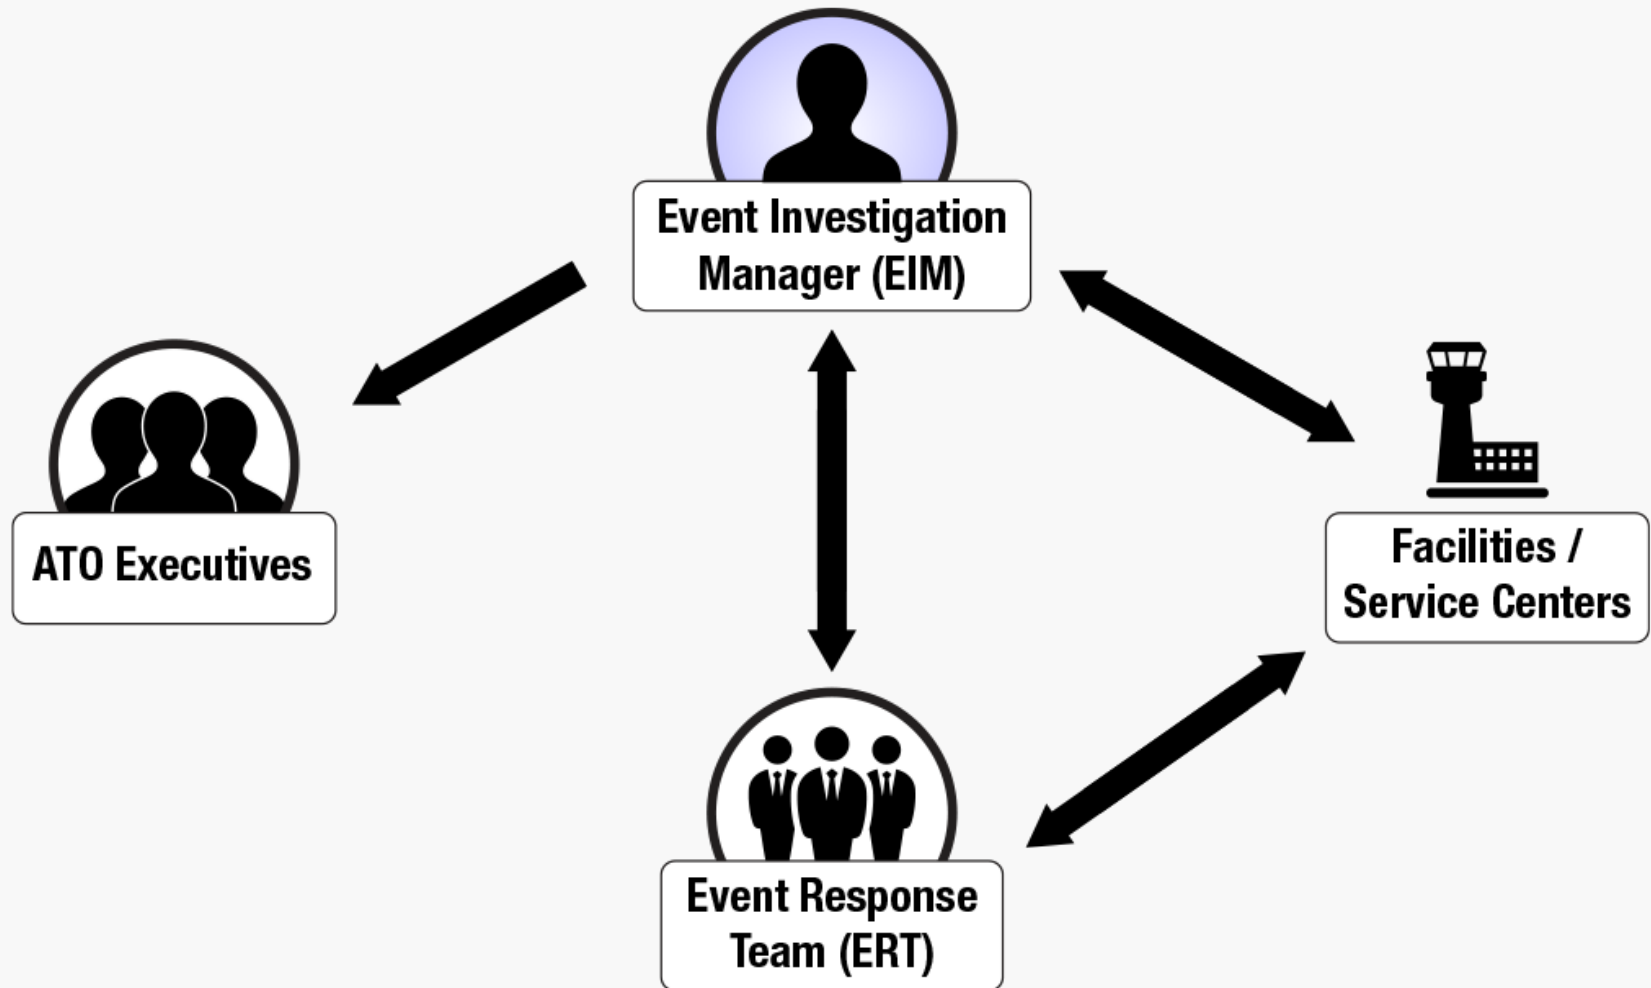 Event Investigation
Manager (EIM)
ATO Executives
Facilities /
Service Centers
Event Response
Team (ERT)